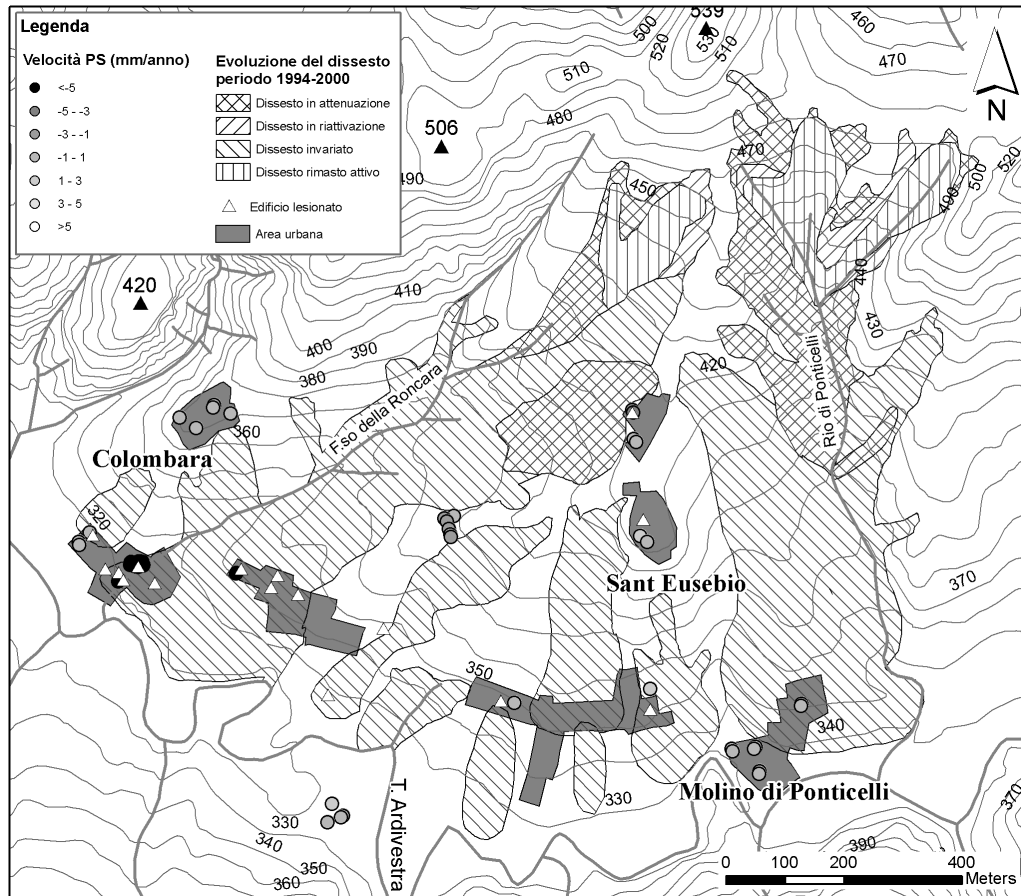 Legenda
Velocità PS (mm/anno)
<-5
-5 - -3
-3 - -1
-1 - 1
1 - 3
3 - 5
>5
Evoluzione del dissesto
periodo 1994-2000
Dissesto in attenuazione
Dissesto in riattivazione
Dissesto invariato
Dissesto rimasto attivo
Edificio lesionato
Area urbana
539
500
520
530
510
460
470
510
480
506
490
N
470
450
490
500
520
440
420
410
400
390
380
430
420
F.so della Roncara
Rio di Ponticelli
360
Colombara
320
Sant Eusebio
370
350
340
Molino di Ponticelli
330
T. Ardivestra
330
340
350
360
370
390
0 100 200 400
Meters